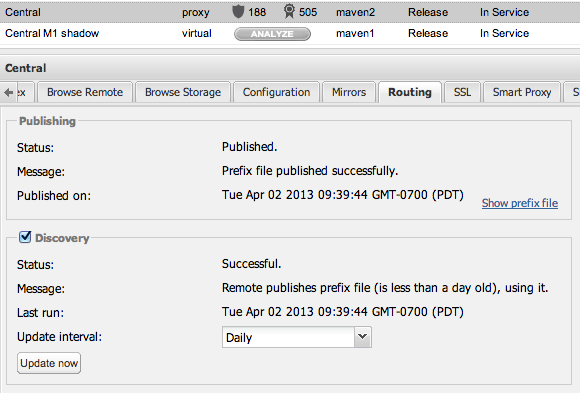 Central proxy 188 505 maven2 Release In Service
Central M1 shadow virtual ANALYZE maven1 Release In Service
Central
ex Browse Remote Browse Storage Configuration Mirrors Routing SSL Smart Proxy S
Publishing
Status: Published.
Message: Prefix file published successfully.
Published on: Tue Apr 02 2013 09:39:44 GMT-0700 (PDT)
Show prefix file
Discovery
Status: Successful.
Message: Remote publishes prefix file (is less than a day old), using it.
Last run: Tue Apr 02 2013 09:39:44 GMT-0700 (PDT)
Update interval: Daily
Update now